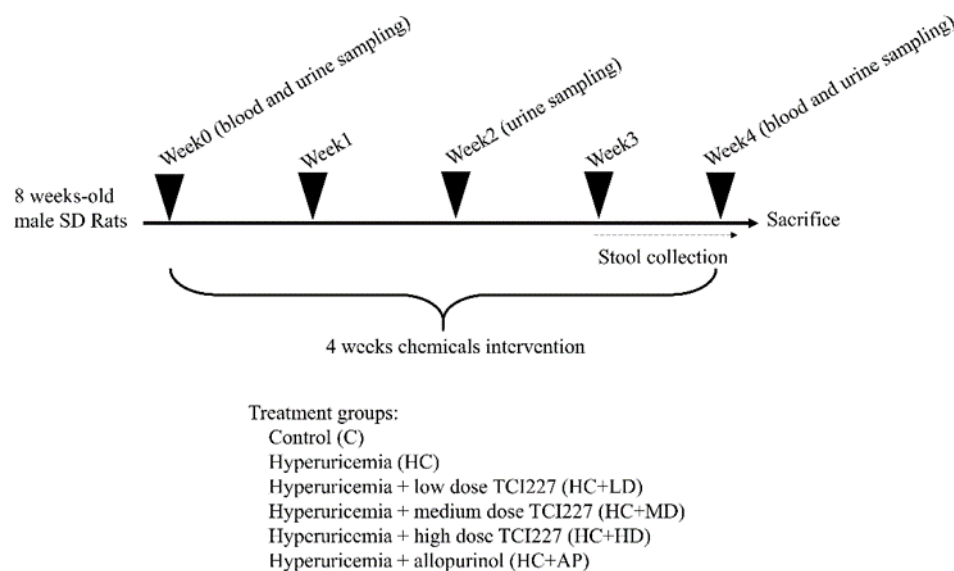 Week0 (blood and urine sampling)
Week1
Week2 (urine sampling)
Week3
Week4 (blood and urine sampling)
8 weeks-old
male SD Rats
Sacrifice
Stool collection
4 weeks chemicals intervention
Treatment groups:
Control (C)
Hyperuricemia (HC)
Hyperuricemia + low dose TCI227 (HC+LD)
Hyperuricemia + medium dose TCI227 (HC+MD)
Hyperuricemia + high dose TCI227 (HC+HD)
Hyperuricemia + allopurinol (HC+AP)